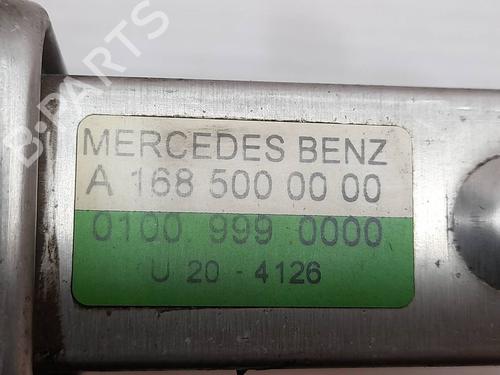 B-PARTS
MERCEDES BENZ
A 168 500 00 00
0100 999 0000
U 20 - 4126